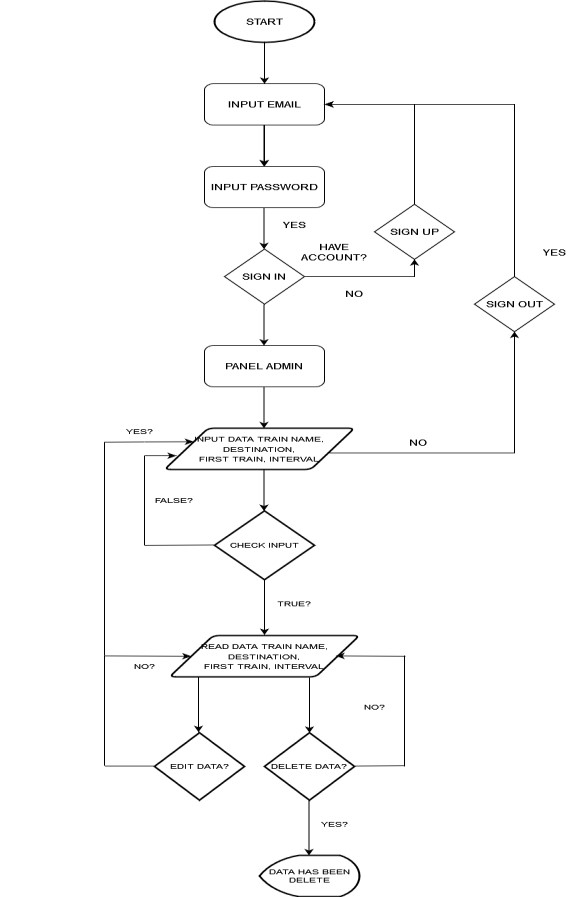 START
INPUT EMAIL
INPUT PASSWORD
YES
HAVE
ACCOUNT?
SIGN UP
SIGN IN
NO
YES
SIGN OUT
PANEL ADMIN
YES?
INPUT DATA TRAIN NAME,
DESTINATION,
FIRST TRAIN, INTERVAL
NO
FALSE?
CHECK INPUT
TRUE?
READ DATA TRAIN NAME,
DESTINATION,
FIRST TRAIN, INTERVAL
NO?
NO?
EDIT DATA?
DELETE DATA?
YES?
DATA HAS BEEN
DELETE